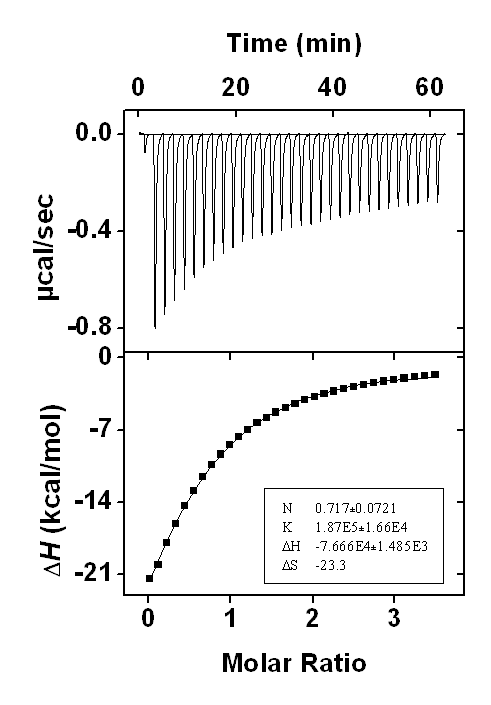 Time (min)
0 20 40 60
0.0
-0.4
-0.8
µcal/sec
0
-7
-14
-21
ΔH (kcal/mol)
N 0.717±0.0721
K 1.87E5±1.66E4
ΔH -7.666E4±1.485E3
ΔS -23.3
0 1 2 3
Molar Ratio